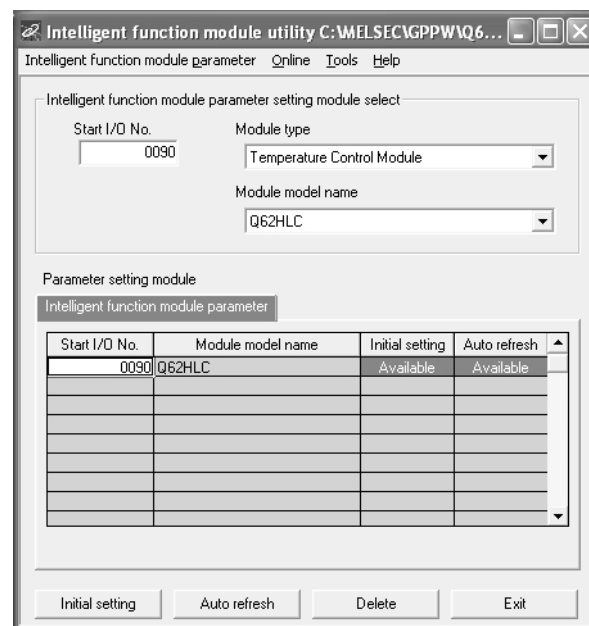 Intelligent function module utility C:\MELSEC\GPPW\Q6...
Intelligent function module parameter Online Tools Help
Intelligent function module parameter setting module select
Start I/O No. Module type
0090 Temperature Control Module
Module model name
Q62HLC
Parameter setting module
Intelligent function module parameter
Start I/O No. Module model name Initial setting Auto refresh
0090 Q62HLC Available Available
Initial setting Auto refresh Delete Exit